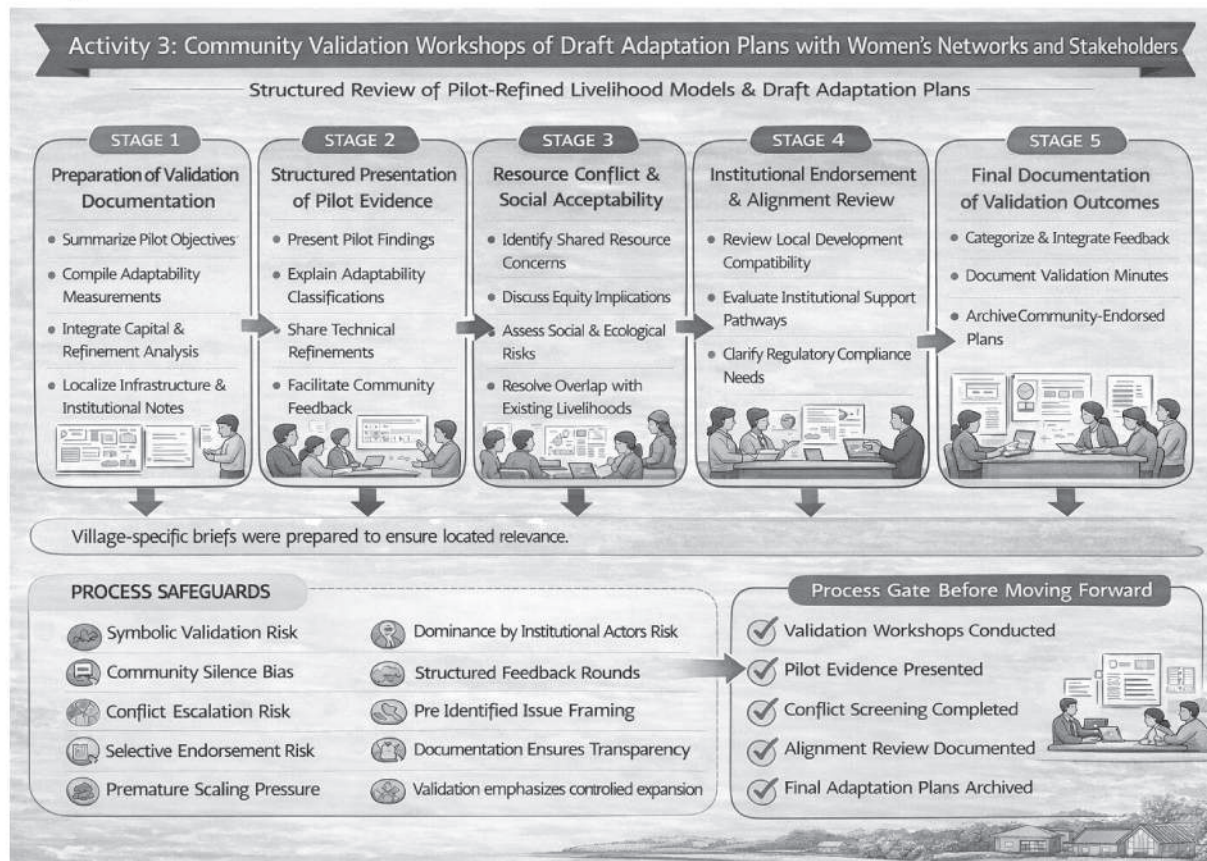 Activity 3: Community Validation Workshops of Draft Adaptation Plans with Women's Networks and Stakeholders
Structured Review of Pilot-Refined Livelihood Models & Draft Adaptation Plans
STAGE 1
Preparation of Validation
Documentation
• Summarize Pilot Objectives
• Compile Adaptability
Measurements
• Integrate Capital &
Refinement Analysis
• Localize Infrastructure &
Institutional Notes
STAGE 2
Structured Presentation
of Pilot Evidence
• Present Pilot Findings
• Explain Adaptability
Classifications
• Share Technical
Refinements
• Facilitate Community
Feedback
STAGE 3
Resource Conflict &
Social Acceptability
• Identify Shared Resource
Concerns
• Discuss Equity Implications
• Assess Social & Ecological
Risks
• Resolve Overlap with
Existing Livelihoods
STAGE 4
Institutional Endorsement
& Alignment Review
• Review Local Development
Compatibility
• Evaluate Institutional Support
Pathways
• Clarify Regulatory Compliance
Needs
STAGE 5
Final Documentation
of Validation Outcomes
• Categorize & Integrate Feedback
• Document Validation Minutes
• Archive Community-Endorsed
Plans
Village-specific briefs were prepared to ensure located relevance.
PROCESS SAFEGUARDS
Symbolic Validation Risk
Community Silence Bias
Conflict Escalation Risk
Selective Endorsement Risk
Premature Scaling Pressure
Dominance by Institutional Actors Risk
Structured Feedback Rounds
Pre Identified Issue Framing
Documentation Ensures Transparency
Validation emphasizes controlied expansion
Process Gate Before Moving Forward
Validation Workshops Conducted
Pilot Evidence Presented
Conflict Screening Completed
Alignment Review Documented
Final Adaptation Plans Archived